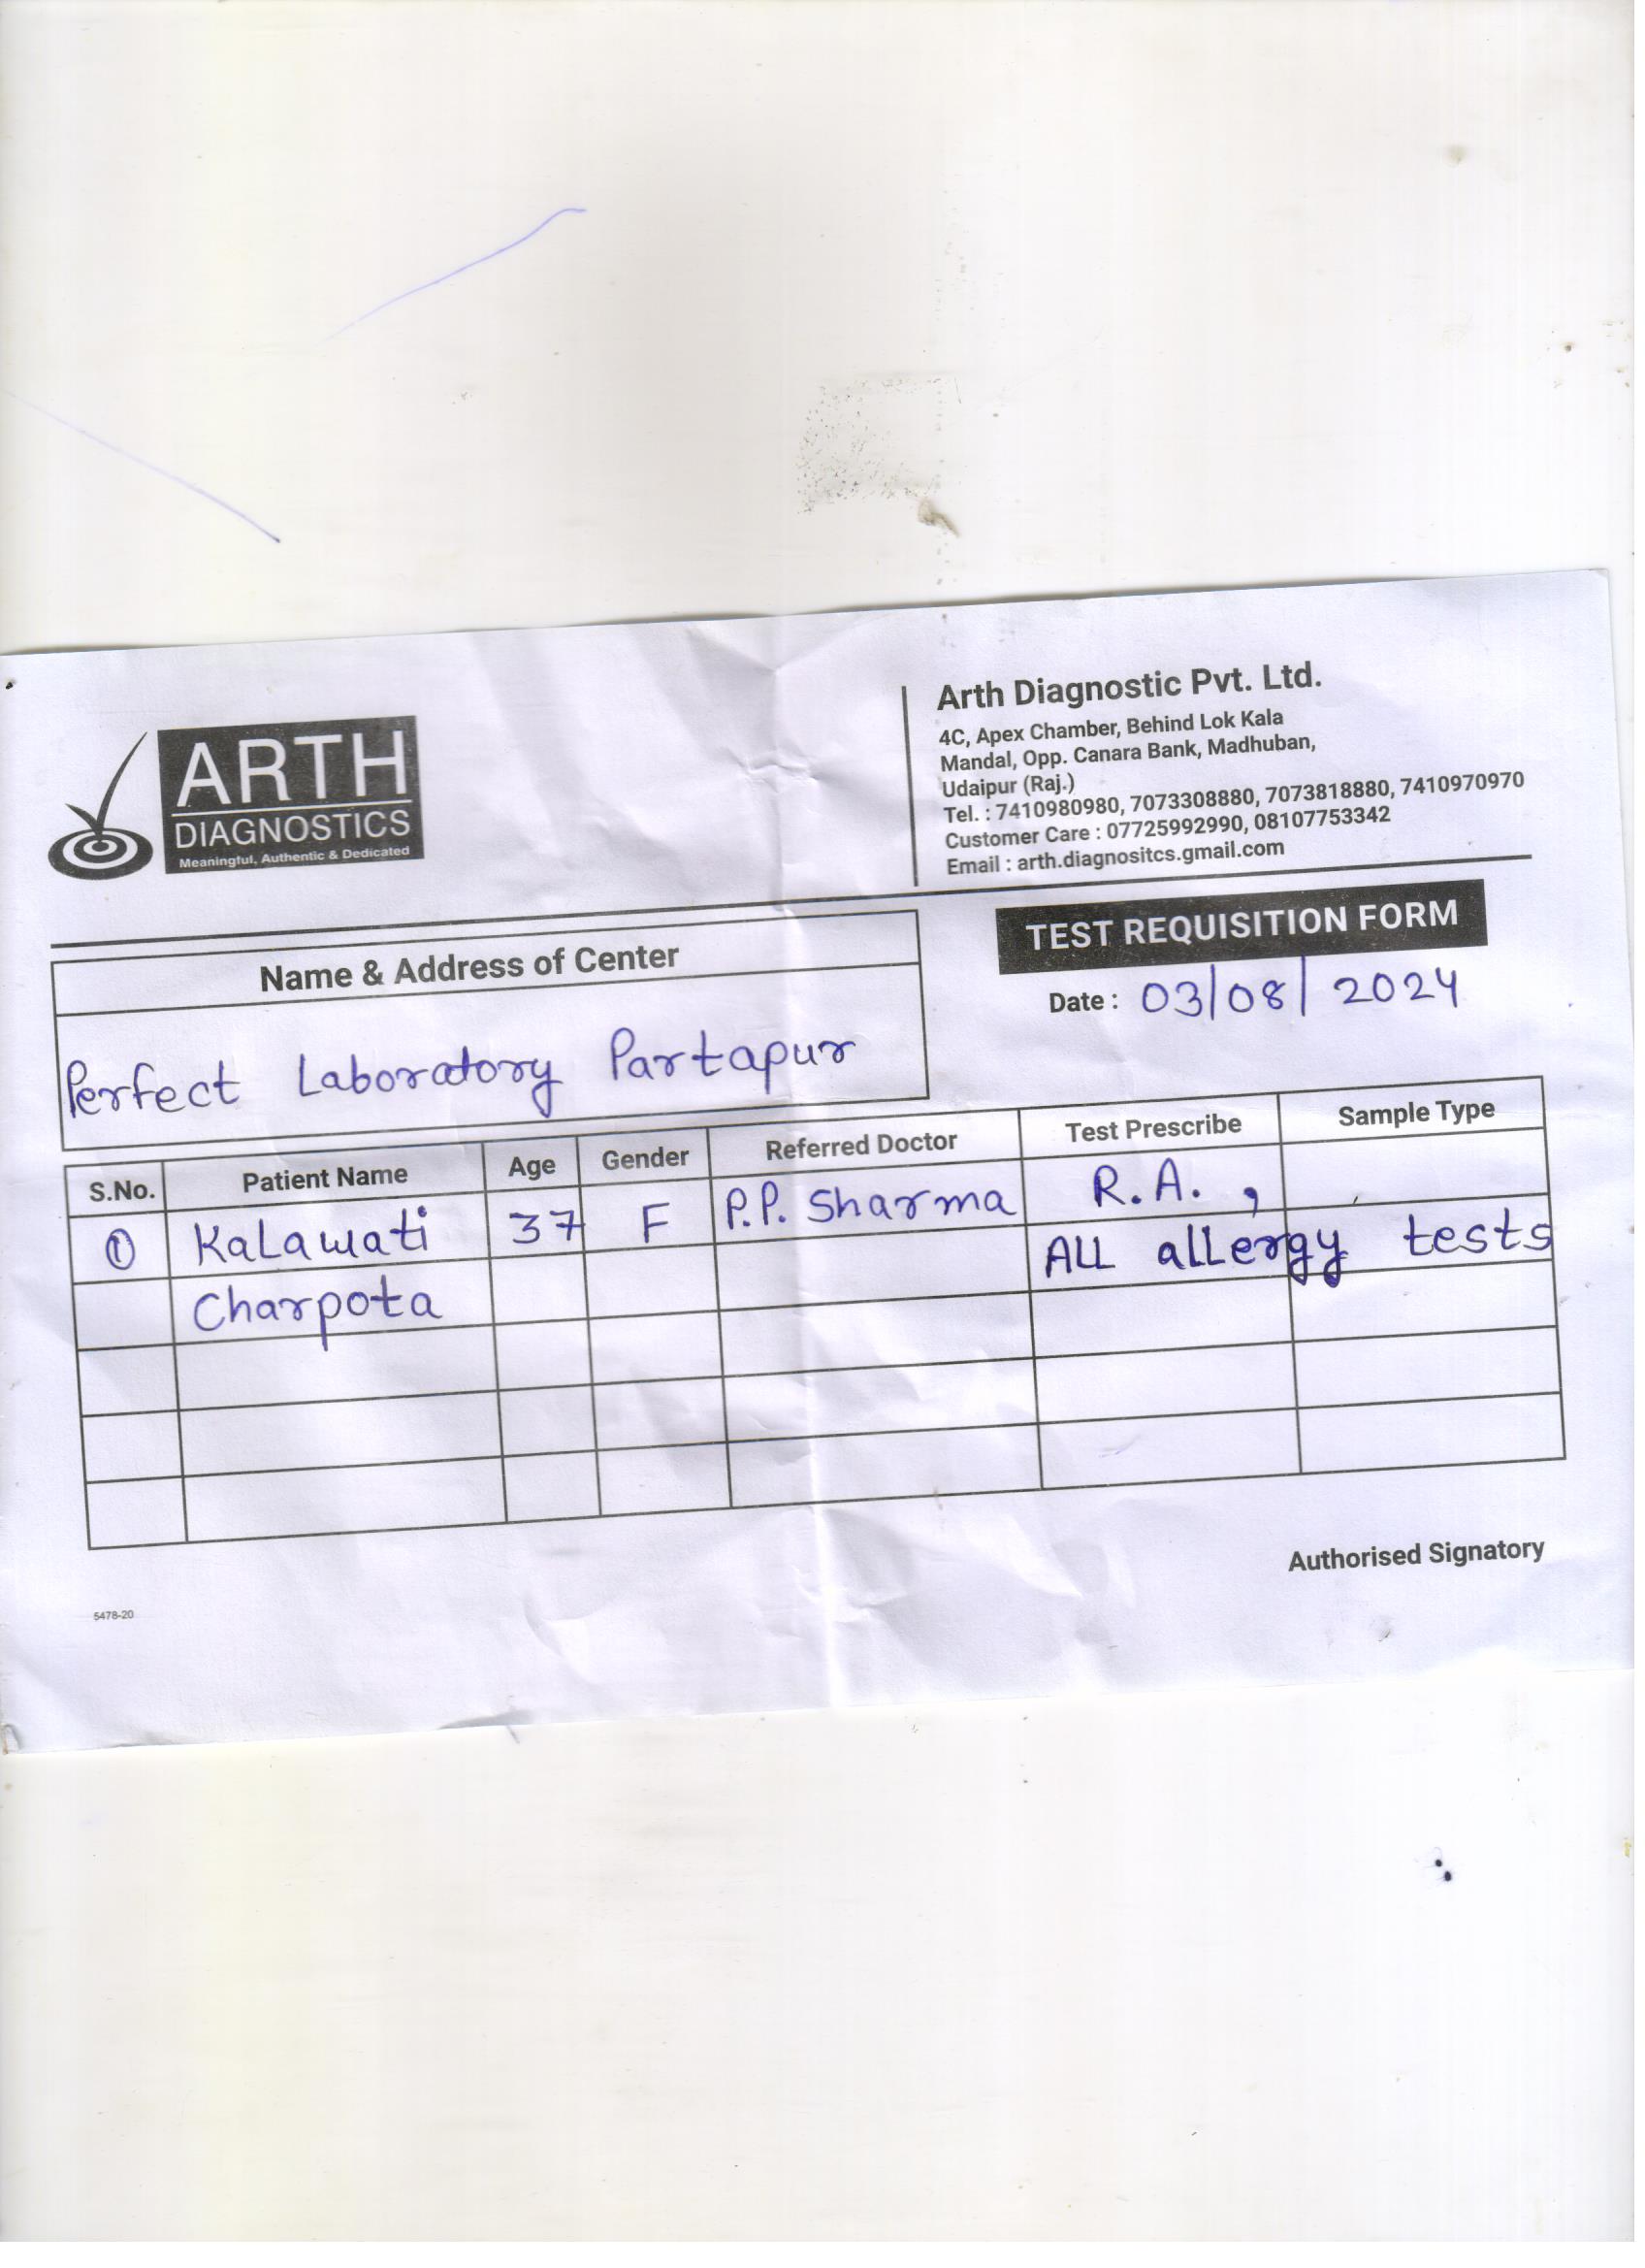 ARTH
DIAGNOSTICS
Meaningful, Authentic & Dedicated
Arth Diagnostic Pvt. Ltd.
4C, Apex Chamber, Behind Lok Kala
Mandal, Opp. Canara Bank, Madhuban,
Udaipur (Raj.)
Tel. : 7410980980, 7073308880, 7073818880, 7410970970
Customer Care : 07725992990, 08107753342
Email : arth.diagnositcs.gmail.com
TEST REQUISITION FORM
Date : 03/08/2024
Name & Address of Center
Perfect Laboratory Partapur
S.No. Patient Name Age Gender Referred Doctor Test Prescribe Sample Type
① Kalawati 37 F P.P. Sharma R.A. ,
Charpota ALL allergy tests
Authorised Signatory
5478-20